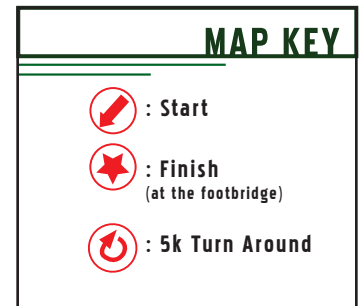 MAP KEY
: Start
: Finish
(at the footbridge)
: 5k Turn Around